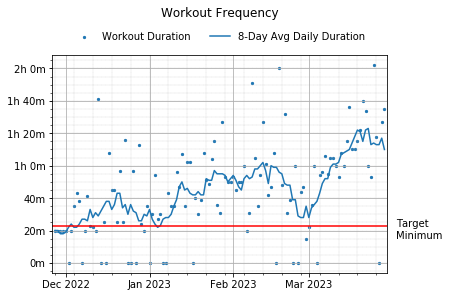 Workout Frequency
Workout Duration
8-Day Avg Daily Duration
2h 0m
1h 40m
1h 20m
1h 0m
40m
20m
0m
Target
Minimum
Dec 2022
Jan 2023
Feb 2023
Mar 2023